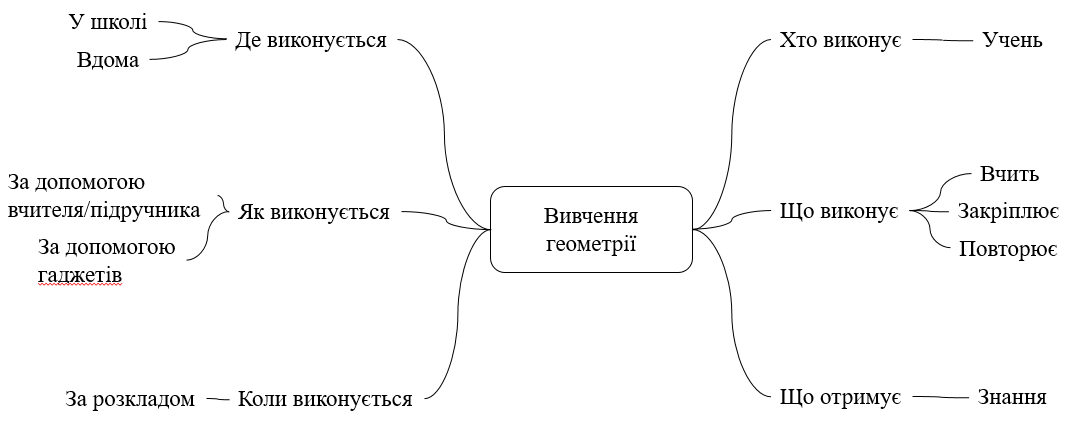 У школі
Вдома
Де виконується
За допомогою
вчителя/підручника
За допомогою
гаджетів
Як виконується
За розкладом
Коли виконується
Вивчення
геометрії
Хто виконує
Учень
Що виконує
Вчить
Закріплює
Повторює
Що отримує
Знання